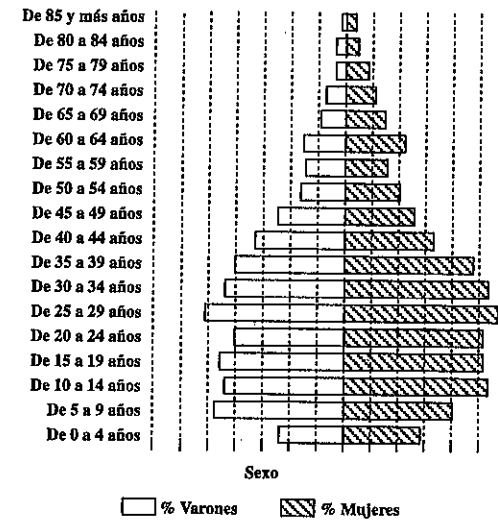 De 85 y más años
De 80 a 84 años
De 75 a 79 años
De 70 a 74 años
De 65 a 69 años
De 60 a 64 años
De 55 a 59 años
De 50 a 54 años
De 45 a 49 años
De 40 a 44 años
De 35 a 39 años
De 30 a 34 años
De 25 a 29 años
De 20 a 24 años
De 15 a 19 años
De 10 a 14 años
De 5 a 9 años
De 0 a 4 años
Sexo
% Varones % Mujeres